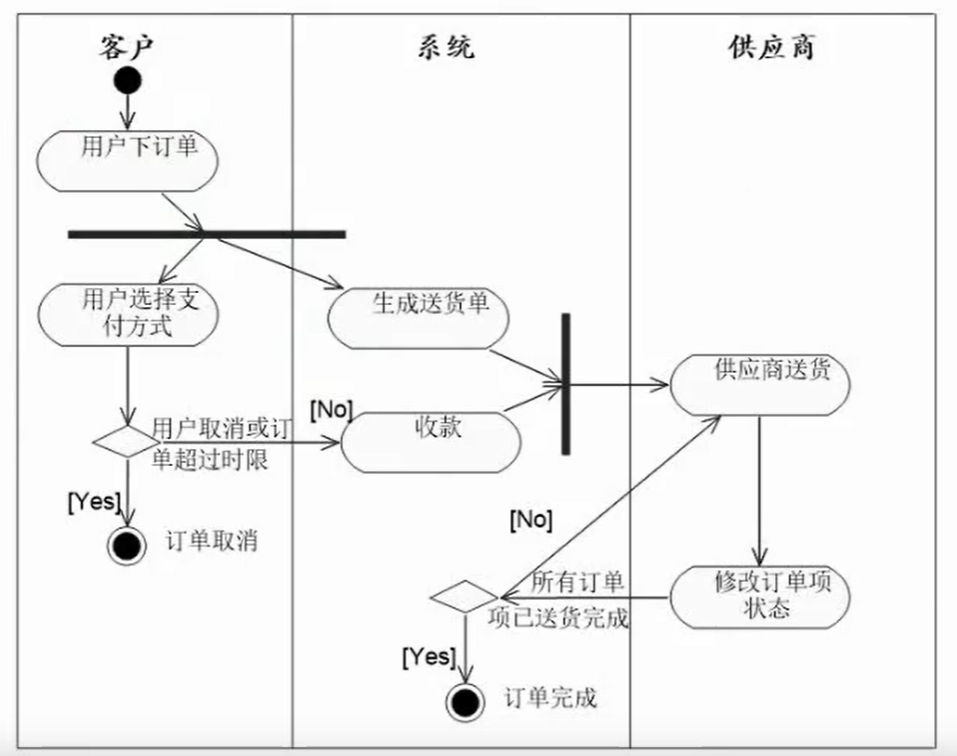 客户
系统
供应商
用户下订单
用户选择支
付方式
生成送货单
供应商送货
[No]
收款
用户取消或订
单超过时限
[Yes]
订单取消
[No]
所有订单
项已送货完成
修改订单项
状态
[Yes]
订单完成